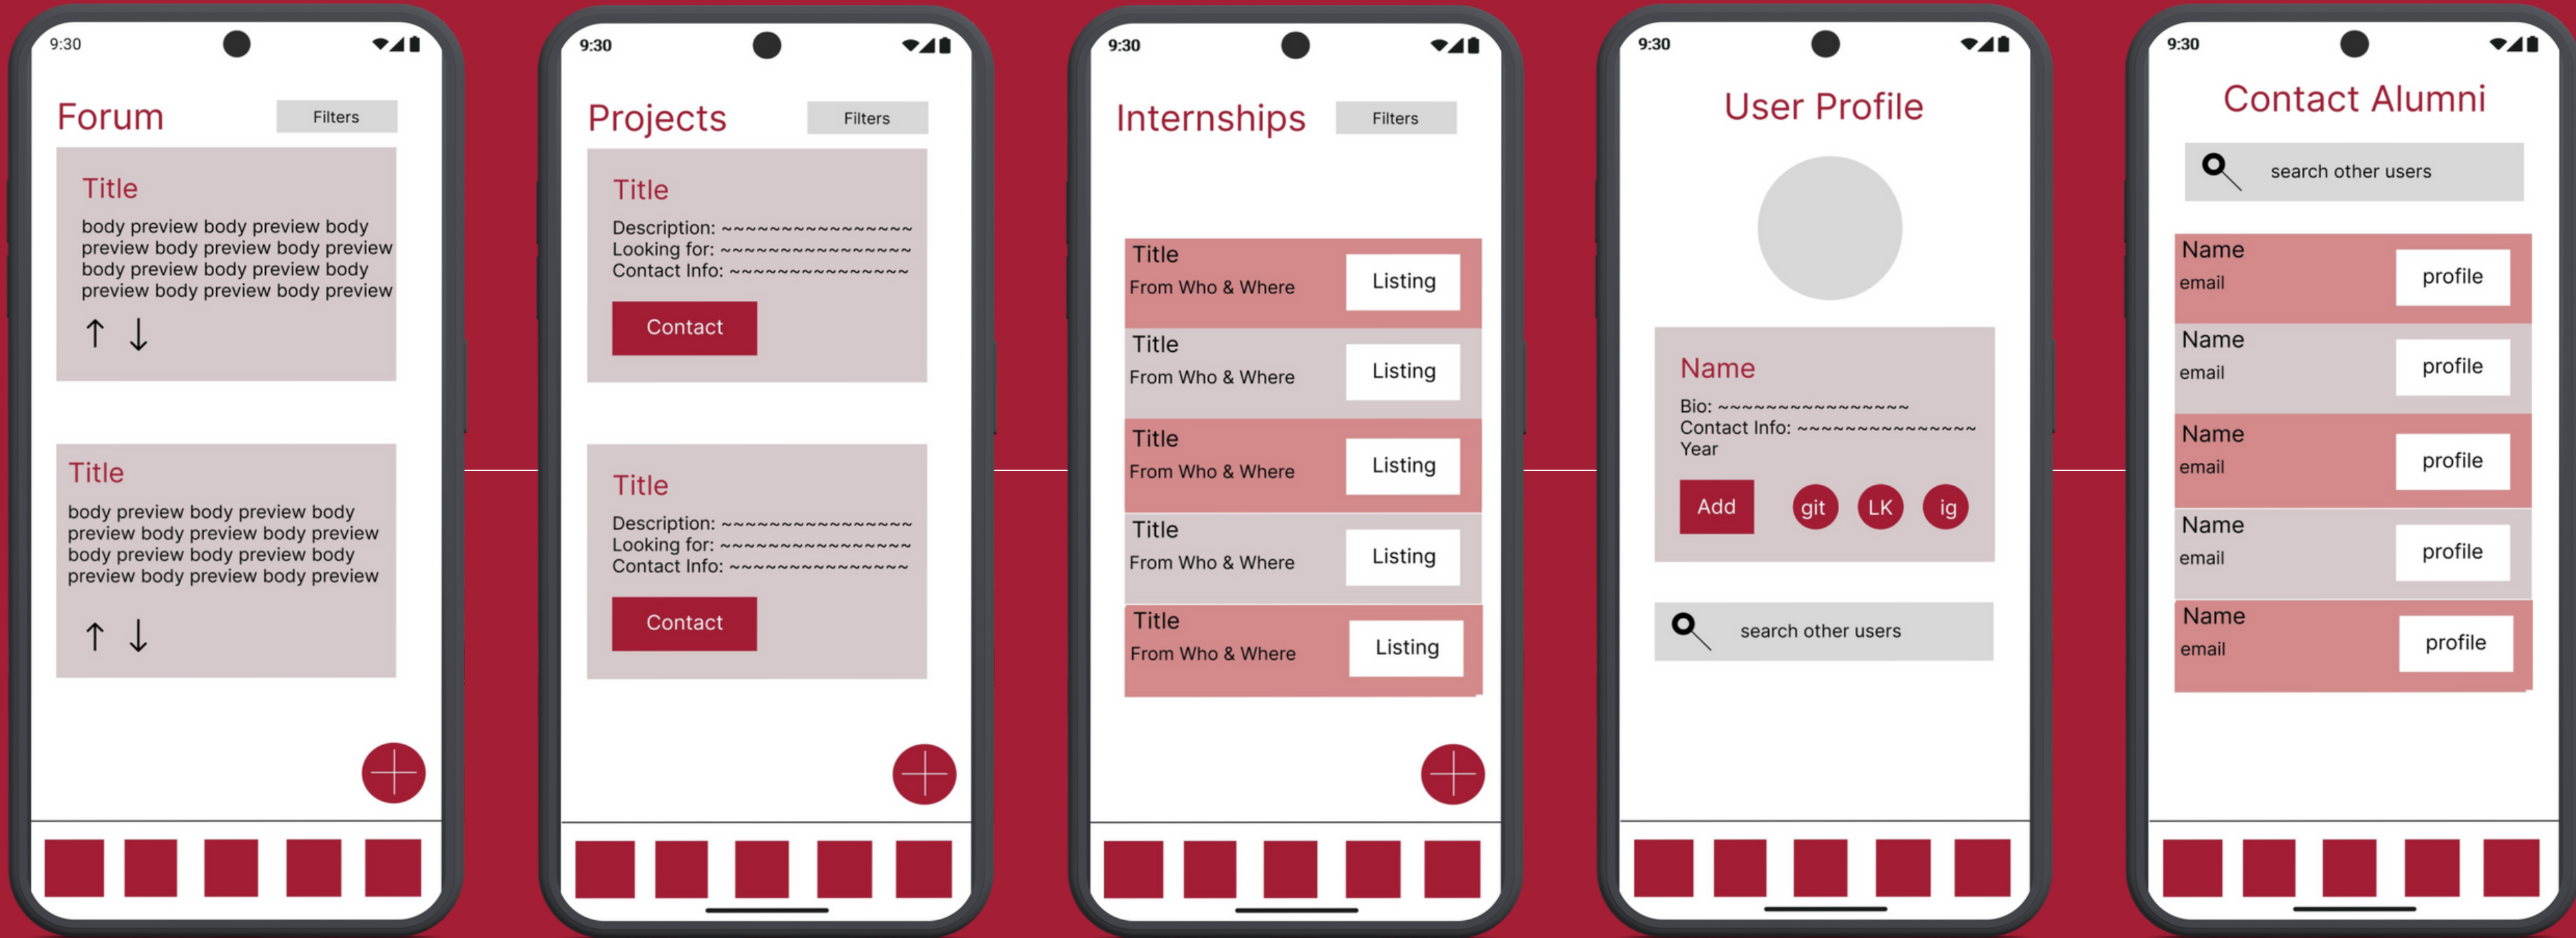 9:30
Forum
Filters
Title
body preview body preview body
preview body preview body preview
body preview body preview body
preview body preview body preview
↑ ↓
Title
body preview body preview body
preview body preview body preview
body preview body preview body
preview body preview body preview
↑ ↓
9:30
Projects
Filters
Title
Description: ~~~~~~~~~~~~~~~~
Looking for: ~~~~~~~~~~~~~~~~
Contact Info: ~~~~~~~~~~~~~~~
Contact
Title
Description: ~~~~~~~~~~~~~~~~
Looking for: ~~~~~~~~~~~~~~~~
Contact Info: ~~~~~~~~~~~~~~~
Contact
9:30
Internships
Filters
Title
From Who & Where
Listing
Title
From Who & Where
Listing
Title
From Who & Where
Listing
Title
From Who & Where
Listing
Title
From Who & Where
Listing
9:30
User Profile
Name
Bio: ~~~~~~~~~~~~~~~~
Contact Info: ~~~~~~~~~~~~~~~
Year
Add
git
LK
ig
search other users
9:30
Contact Alumni
search other users
Name
email
profile
Name
email
profile
Name
email
profile
Name
email
profile
Name
email
profile